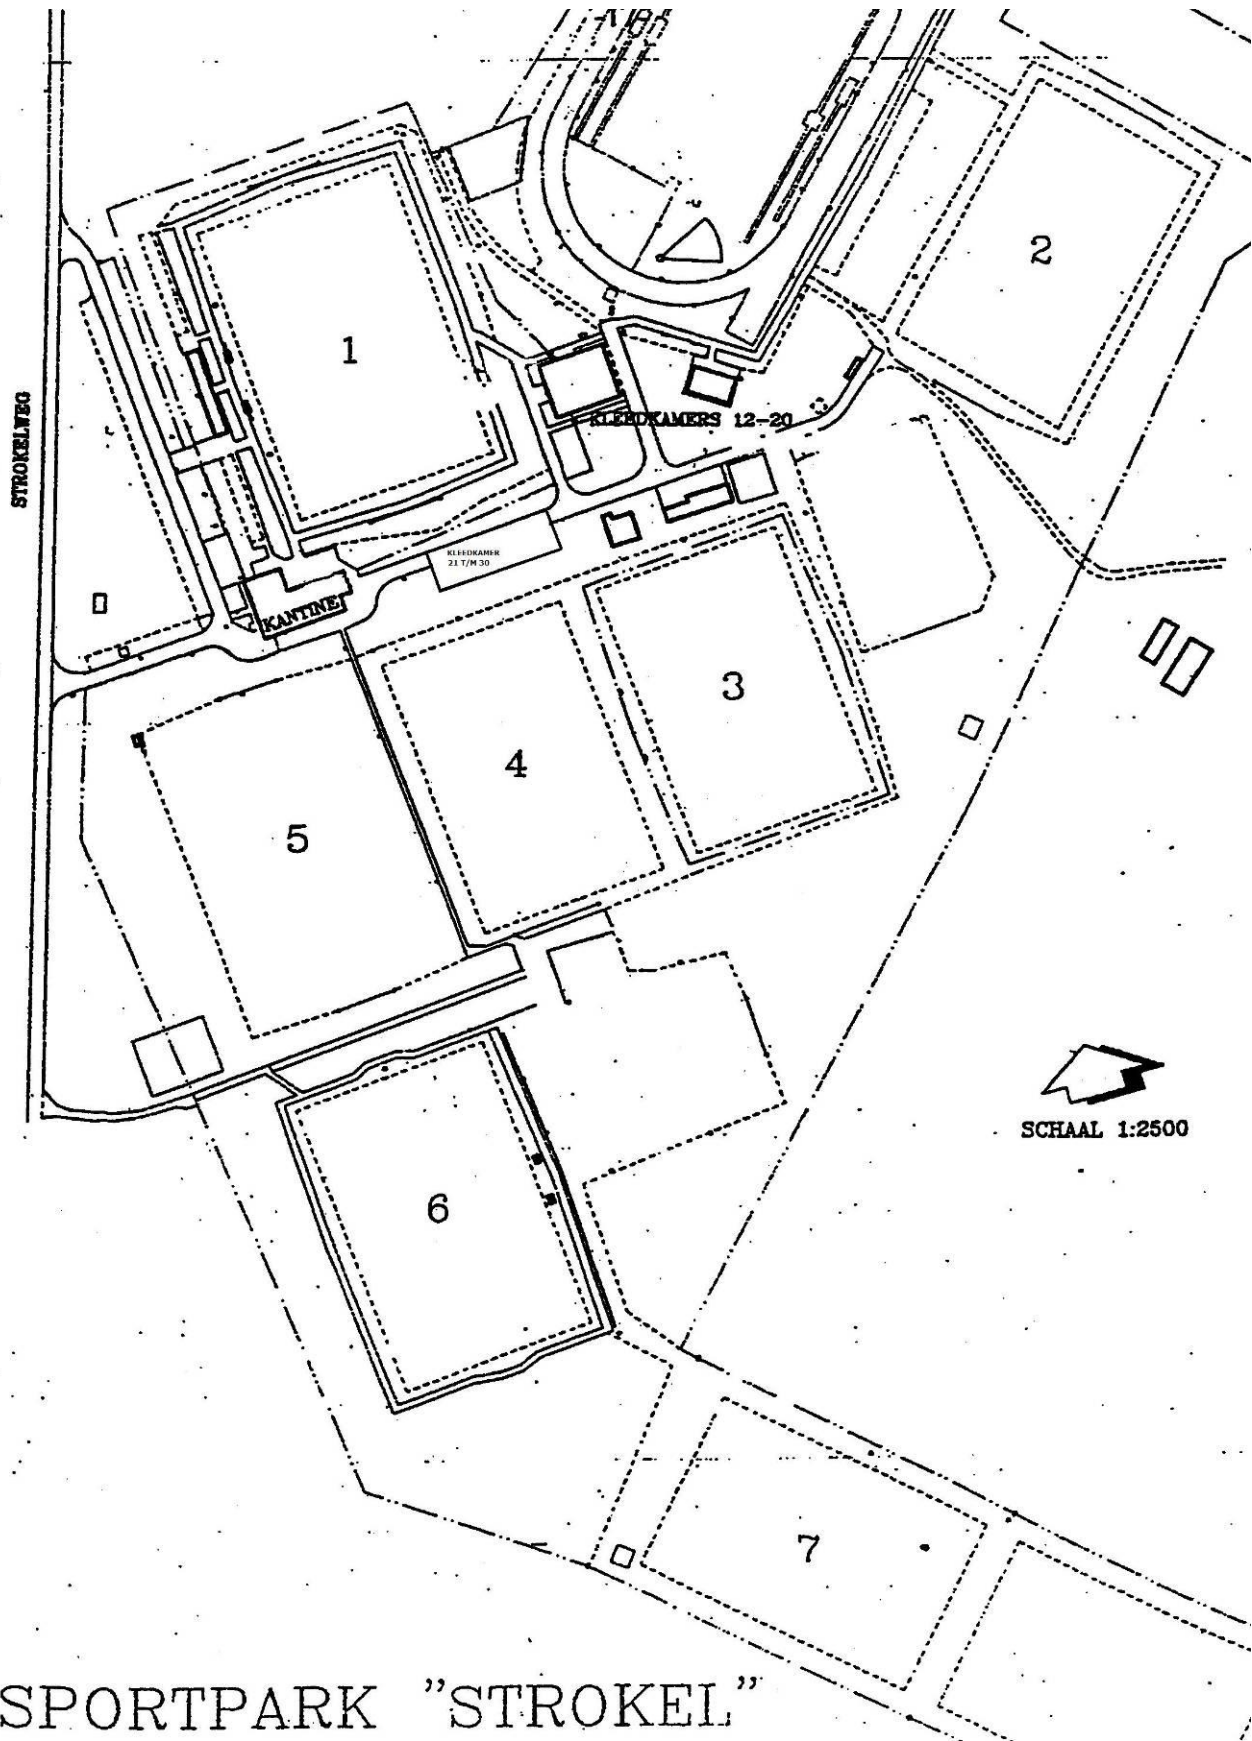 2
1
STROKELWEG
KLEEDKAMERS 12-20
KLEEDKAMER
21 T/M 30
KANTINE
3
4
5
SCHAAL 1:2500
6
7
SPORTPARK "STROKEL"